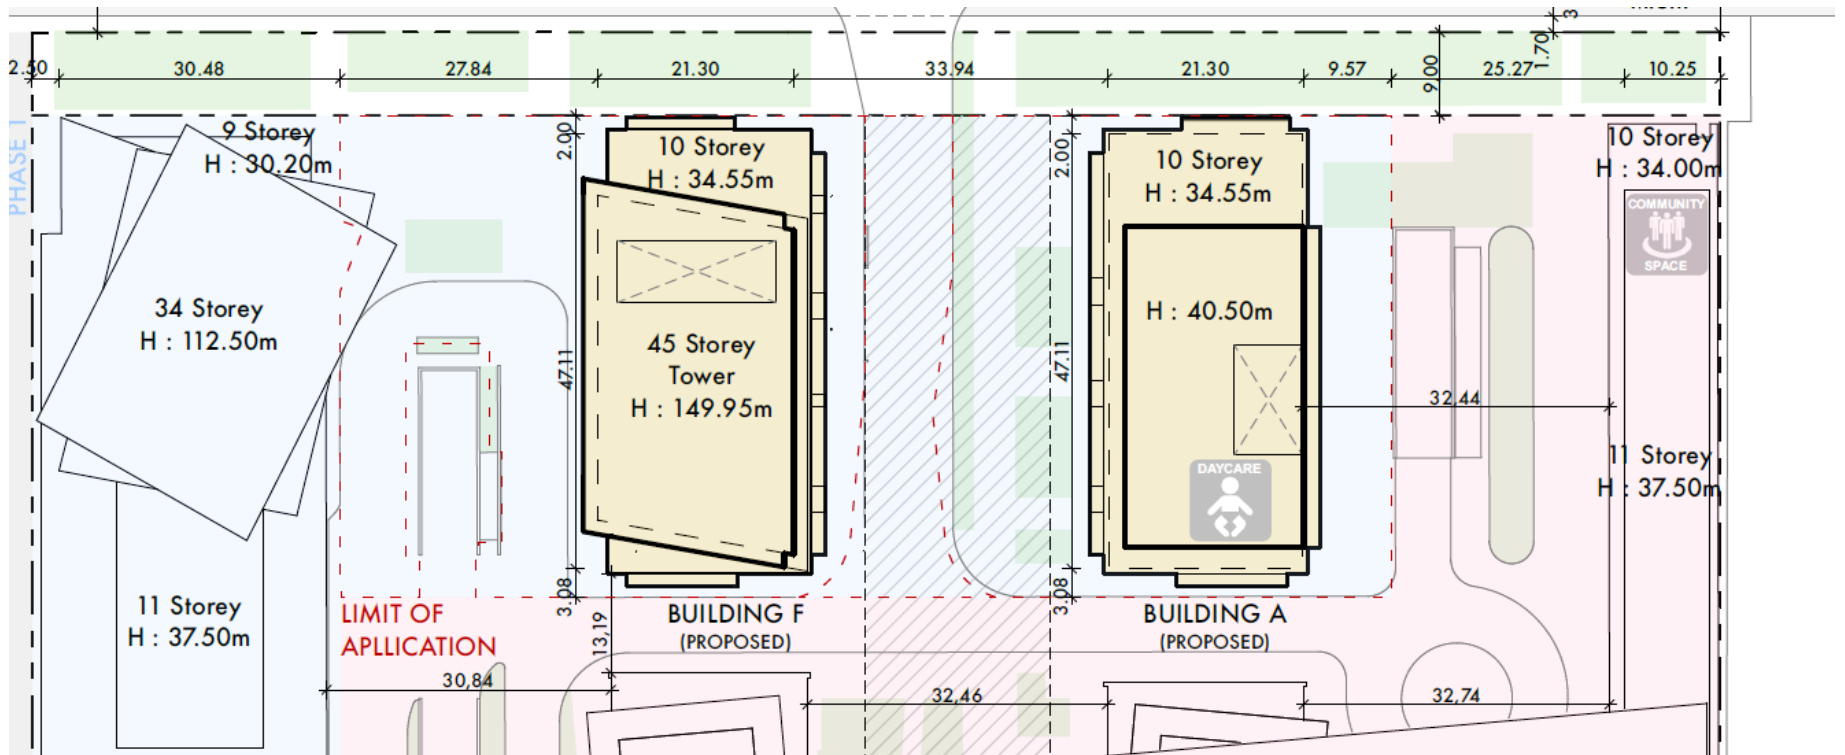 3
2.50
30.48
27.84
21.30
33.94
21.30
9.57
9.00
25.27
1.70
10.25
PHASE 1
9 Storey
H : 30.20m
2.00
10 Storey
H : 34.55m
2.00
10 Storey
H : 34.55m
10 Storey
H : 34.00m
COMMUNITY
SPACE
34 Storey
H : 112.50m
47.11
45 Storey
Tower
H : 149.95m
47.11
H : 40.50m
32,44
DAYCARE
11 Storey
H : 37.50m
11 Storey
H : 37.50m
LIMIT OF
APLLICATION
3.08
13,19
BUILDING F
(PROPOSED)
3.08
BUILDING A
(PROPOSED)
30,84
32,46
32,74